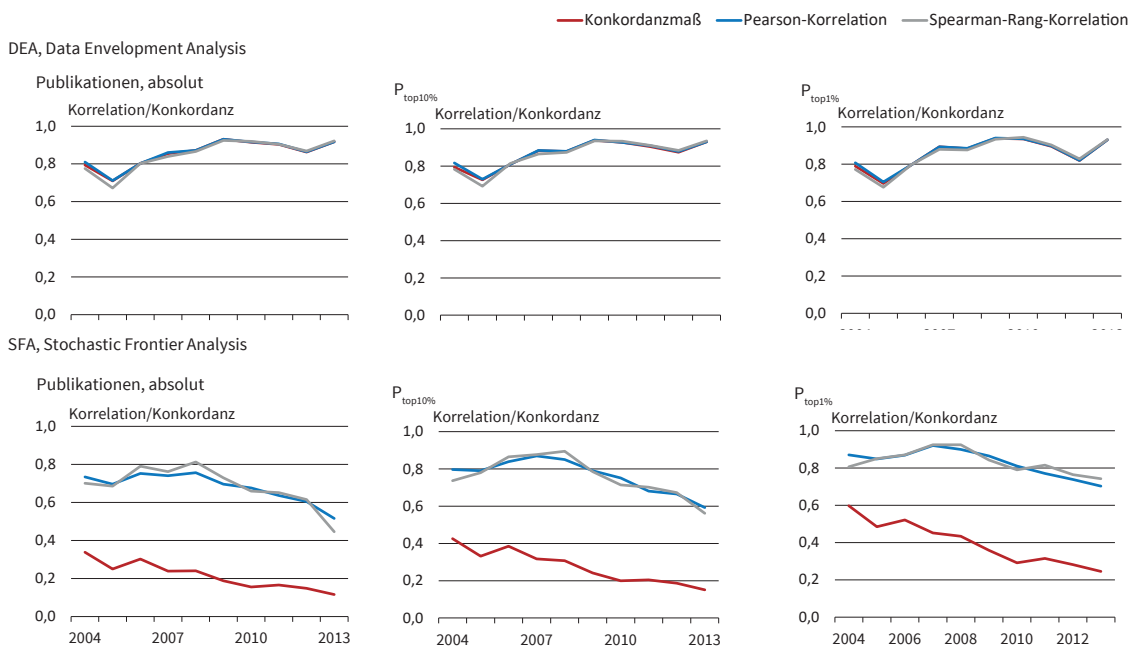 Konkordanzmaß Pearson-Korrelation Spearman-Rang-Korrelation
DEA, Data Envelopment Analysis
Publikationen, absolut
Korrelation/Konkordanz
1,0
0,8
0,6
0,4
0,2
0,0
Ptop10%
Korrelation/Konkordanz
1,0
0,8
0,6
0,4
0,2
0,0
Ptop1%
Korrelation/Konkordanz
1,0
0,8
0,6
0,4
0,2
0,0
SFA, Stochastic Frontier Analysis
Publikationen, absolut
Korrelation/Konkordanz
1,0
0,8
0,6
0,4
0,2
0,0
2004 2007 2010 2013
Ptop10%
Korrelation/Konkordanz
1,0
0,8
0,6
0,4
0,2
0,0
2004 2007 2010 2013
Ptop1%
Korrelation/Konkordanz
1,0
0,8
0,6
0,4
0,2
0,0
2004 2006 2008 2010 2012